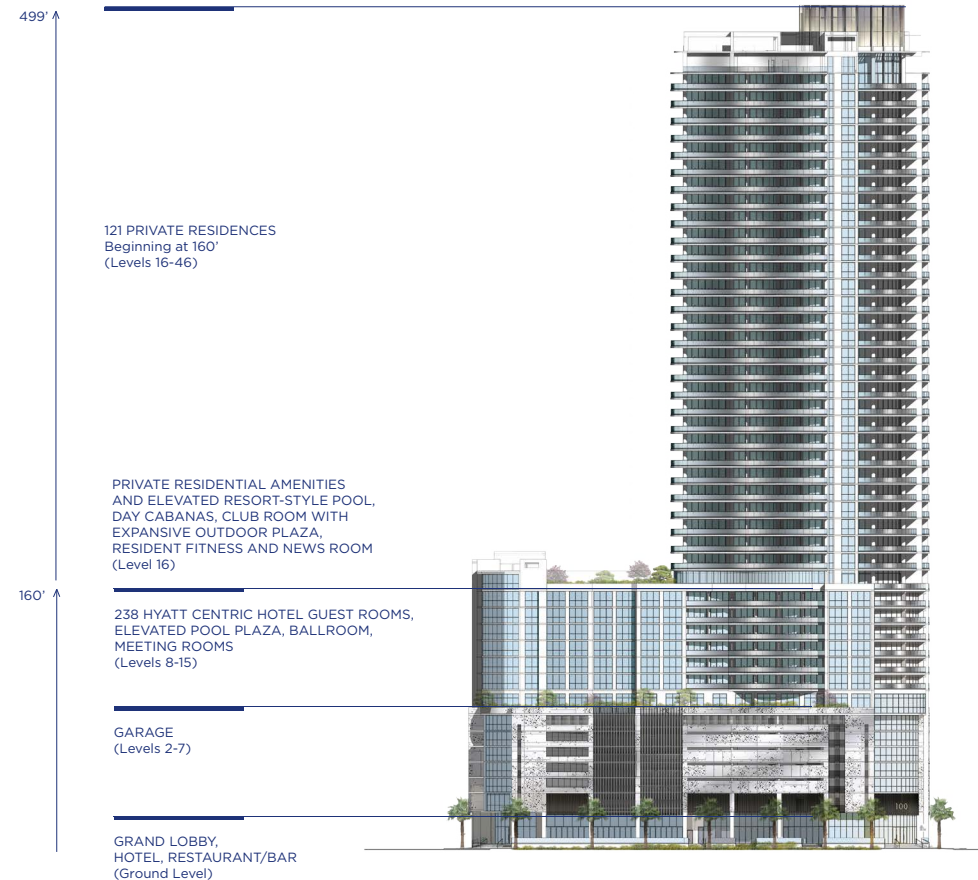 499’
121 PRIVATE RESIDENCES
Beginning at 160’
(Levels 16-46)
PRIVATE RESIDENTIAL AMENITIES
AND ELEVATED RESORT-STYLE POOL,
DAY CABANAS, CLUB ROOM WITH
EXPANSIVE OUTDOOR PLAZA,
RESIDENT FITNESS AND NEWS ROOM
(Level 16)
160’
238 HYATT CENTRIC HOTEL GUEST ROOMS,
ELEVATED POOL PLAZA, BALLROOM,
MEETING ROOMS
(Levels 8-15)
GARAGE
(Levels 2-7)
100
GRAND LOBBY,
HOTEL, RESTAURANT/BAR
(Ground Level)